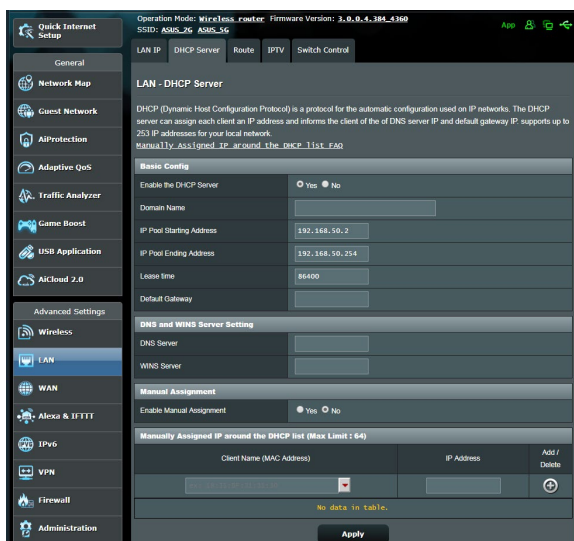 Operation Mode: Wireless router Firmware Version: 3.0.0.4.384_4360
SSID: ASUS_2G ASUS_5G
App
Quick Internet
Setup
General
Network Map
Guest Network
AiProtection
Adaptive QoS
Traffic Analyzer
Game Boost
USB Application
AiCloud 2.0
Advanced Settings
Wireless
LAN
WAN
Alexa & IFTTT
IPv6
VPN
Firewall
Administration
LAN IP
DHCP Server
Route
IPTV
Switch Control
LAN - DHCP Server
DHCP (Dynamic Host Configuration Protocol) is a protocol for the automatic configuration used on IP networks. The DHCP
server can assign each client an IP address and informs the client of the of DNS server IP and default gateway IP. supports up to
253 IP addresses for your local network.
Manually Assigned IP around the DHCP list FAQ
Basic Config
Enable the DHCP Server
Yes No
Domain Name
IP Pool Starting Address
192.168.50.2
IP Pool Ending Address
192.168.50.254
Lease time
86400
Default Gateway
DNS and WINS Server Setting
DNS Server
WINS Server
Manual Assignment
Enable Manual Assignment
Yes No
Manually Assigned IP around the DHCP list (Max Limit : 64)
Client Name (MAC Address)
IP Address
Add /
Delete
No data in table.
Apply